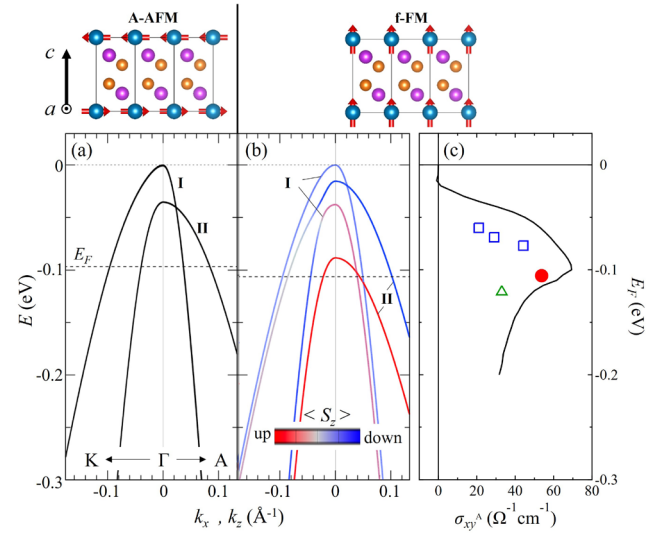 A-AFM
f-FM
c
a
(a)
(b)
(c)
0
-0.1
-0.2
-0.3
E (eV)
E_F
I
II
K ← Γ → A
I
II
< S_z >
up
down
0
-0.1
-0.2
-0.3
E_F (eV)
-0.1 0 0.1
-0.1 0 0.1
0 20 40 60 80
k_x , k_z (Å⁻¹)
σ_xy^A (Ω⁻¹cm⁻¹)